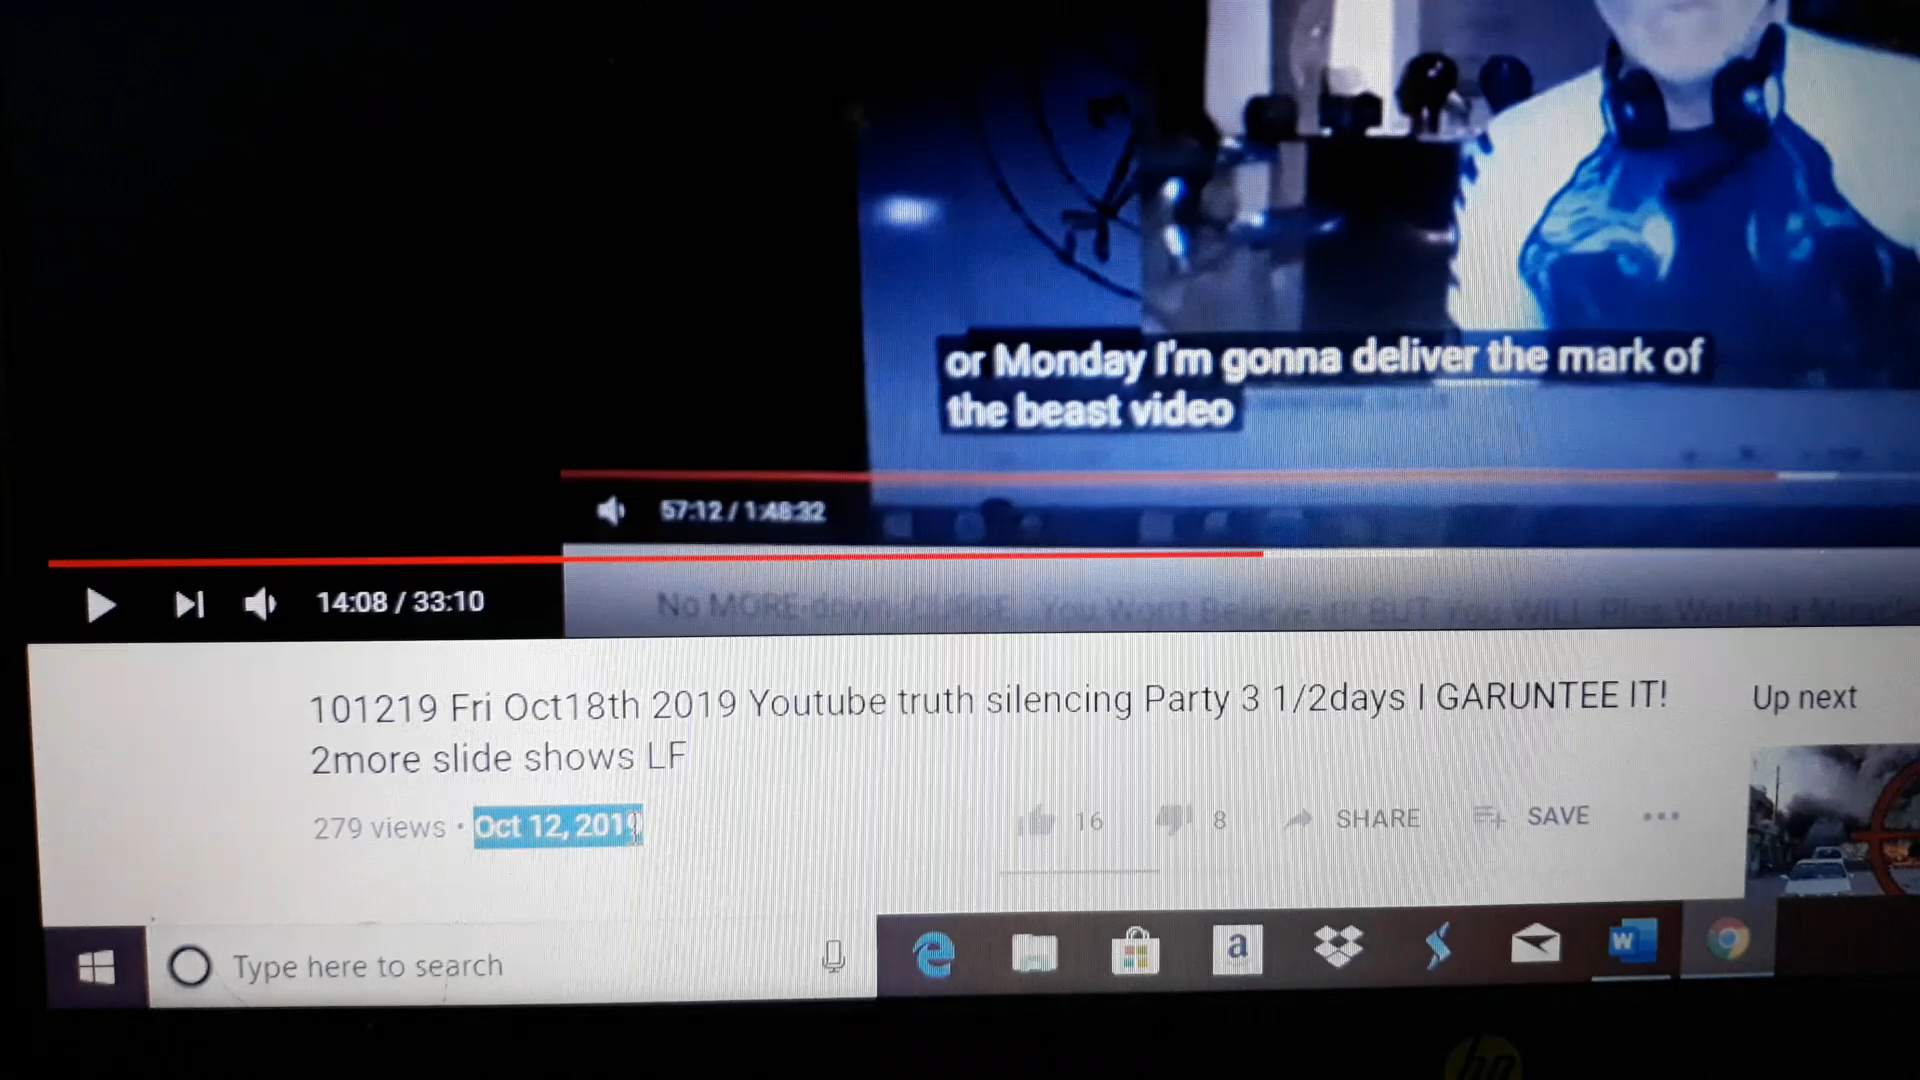 or Monday I'm gonna deliver the mark of
the beast video
57:12 / 1:48:32
14:08 / 33:10
101219 Fri Oct18th 2019 Youtube truth silencing Party 3 1/2days I GARUNTEE IT!
2more slide shows LF
Up next
279 views · Oct 12, 2019
16
8
SHARE
SAVE
Type here to search
a
W
hp